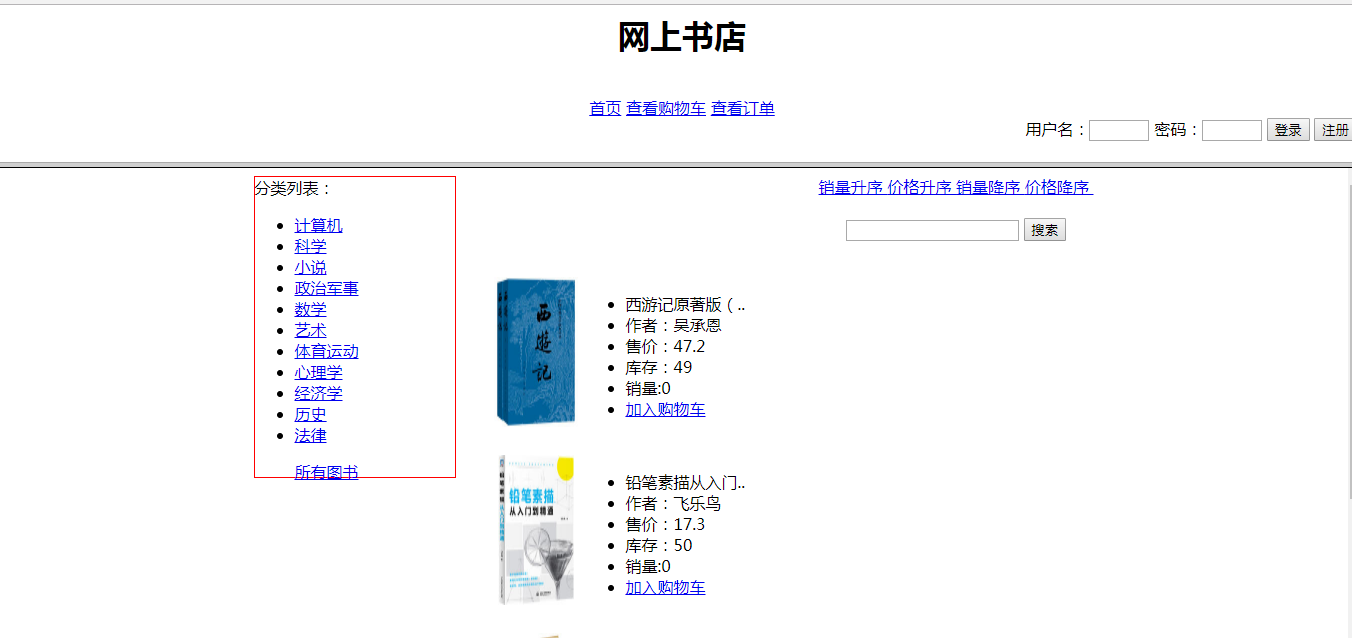 网上书店
首页 查看购物车 查看订单
用户名： 密码： 登录 注册
分类列表：
计算机
科学
小说
政治军事
数学
艺术
体育运动
心理学
经济学
历史
法律
所有图书
销量升序 价格升序 销量降序 价格降序
搜索
西遊记
西游记原著版（..
作者：吴承恩
售价：47.2
库存：49
销量:0
加入购物车
铅笔素描
从入门到精通
铅笔素描从入门..
作者：飞乐鸟
售价：17.3
库存：50
销量:0
加入购物车